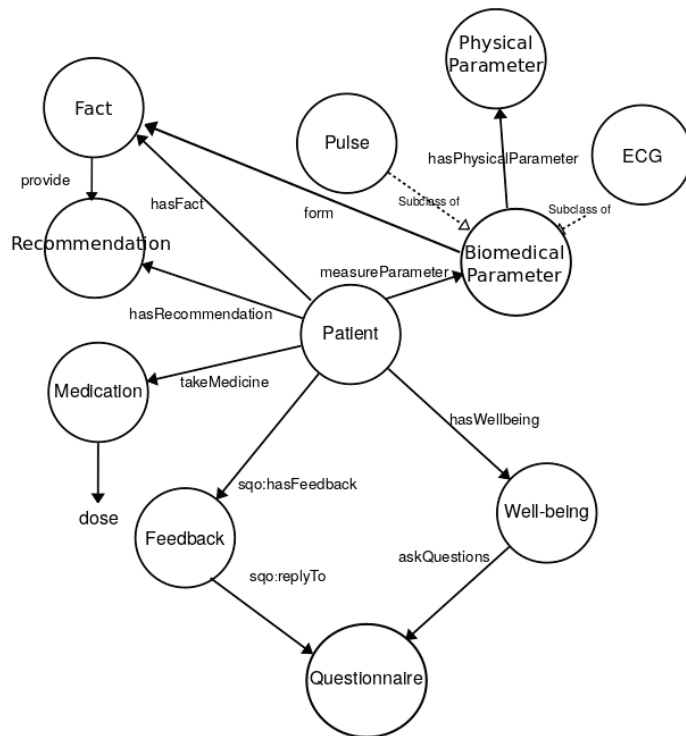 Physical
Parameter
Fact
Pulse
ECG
hasPhysicalParameter
provide
hasFact
Subclass of
form
Subclass of
Recommendation
Biomedical
Parameter
measureParameter
hasRecommendation
Patient
takeMedicine
Medication
hasWellbeing
sqo:hasFeedback
dose
Well-being
Feedback
askQuestions
sqo:replyTo
Questionnaire